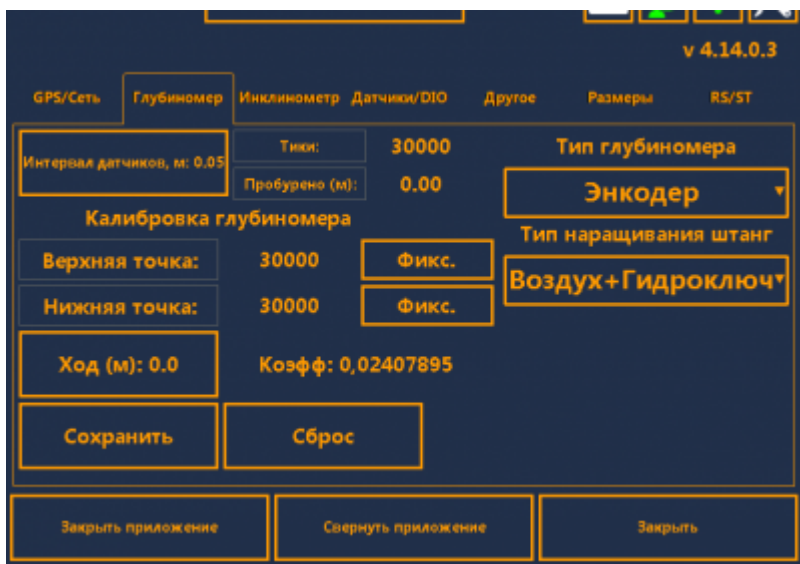 v 4.14.0.3
GPS/Сеть Глубиномер Инклинометр Датчики/DIO Другое Размеры RS/ST
Интервал датчиков, м: 0.05
Тики: 30000
Пробурено (м): 0.00
Тип глубиномера
Энкодер
Калибровка глубиномера
Тип наращивания штанг
Воздух+Гидроключ
Верхняя точка: 30000 Фикс.
Нижняя точка: 30000 Фикс.
Ход (м): 0.0 Коэфф: 0,02407895
Сохранить Сброс
Закрыть приложение Свернуть приложение Закрыть